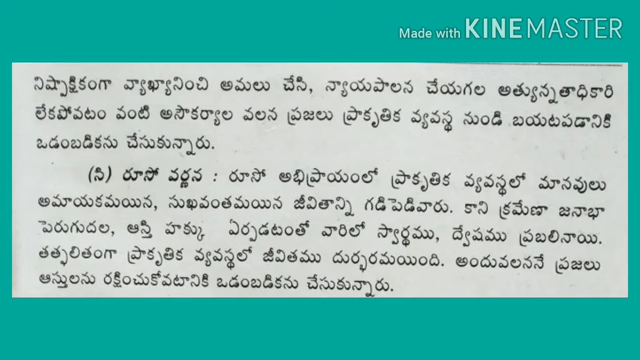 Made with KINEMASTER
నిష్పాక్షికంగా వ్యాఖ్యానించి అమలు చేసి, న్యాయపాలన చేయగల అత్యున్నతాధికారి
లేకపోవటం వంటి అసౌకర్యాల వలన ప్రజలు ప్రాకృతిక వ్యవస్థ నుండి బయటపడానికి
ఒడంబడికను చేసుకున్నారు.
(సి) రూసో వర్ణన : రూసో అభిప్రాయంలో ప్రాకృతిక వ్యవస్థలో మానవులు
అమాయకమయిన, సుఖవంతమయిన జీవితాన్ని గడిపెడివారు. కాని క్రమేణా జనాభా
పెరుగుదల, ఆస్తి హక్కు ఏర్పడటంతో వారిలో స్వార్థము, ద్వేషము ప్రబలినాయి.
తత్ఫలితంగా ప్రాకృతిక వ్యవస్థలో జీవితము దుర్భరమయింది. అందువలననే ప్రజలు
ఆస్తులను రక్షించుకోవటానికి ఒడంబడికను చేసుకున్నారు.